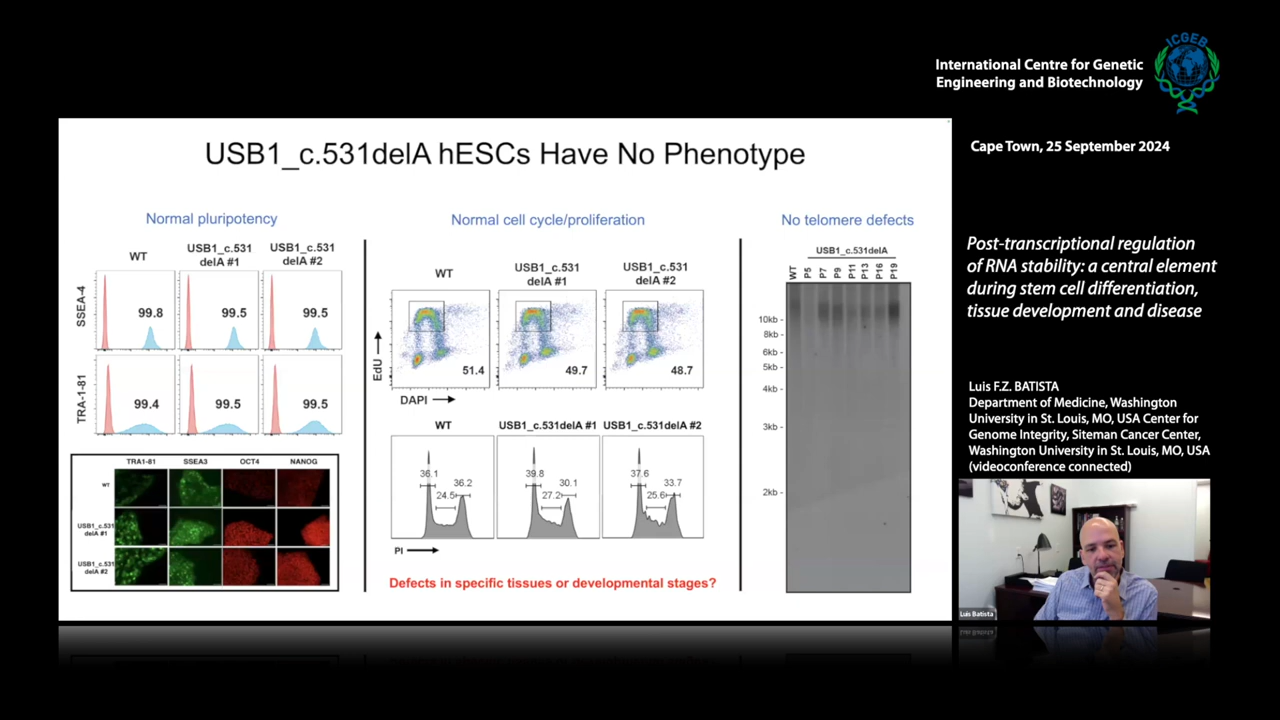 ICGEB
International Centre for Genetic
Engineering and Biotechnology
Cape Town, 25 September 2024
Post-transcriptional regulation
of RNA stability: a central element
during stem cell differentiation,
tissue development and disease
Luis F.Z. BATISTA
Department of Medicine, Washington
University in St. Louis, MO, USA Center for
Genome Integrity, Siteman Cancer Center,
Washington University in St. Louis, MO, USA
(videoconference connected)
Luis Batista
USB1_c.531delA hESCs Have No Phenotype
Normal pluripotency
WT
USB1_c.531
delA #1
USB1_c.531
delA #2
SSEA-4
99.8
99.5
99.5
TRA-1-81
99.4
99.5
99.5
TRA1-81 SSEA3 OCT4 NANOG
WT
USB1_c.531
delA #1
USB1_c.531
delA #2
Normal cell cycle/proliferation
WT
USB1_c.531
delA #1
USB1_c.531
delA #2
EdU
51.4
49.7
48.7
DAPI
WT USB1_c.531delA #1 USB1_c.531delA #2
36.1 24.5 36.2
39.8 27.2 30.1
37.6 25.6 33.7
PI
Defects in specific tissues or developmental stages?
No telomere defects
USB1_c.531delA
WT P5 P7 P9 P11 P13 P16 P19
10kb
8kb
6kb
5kb
4kb
3kb
2kb